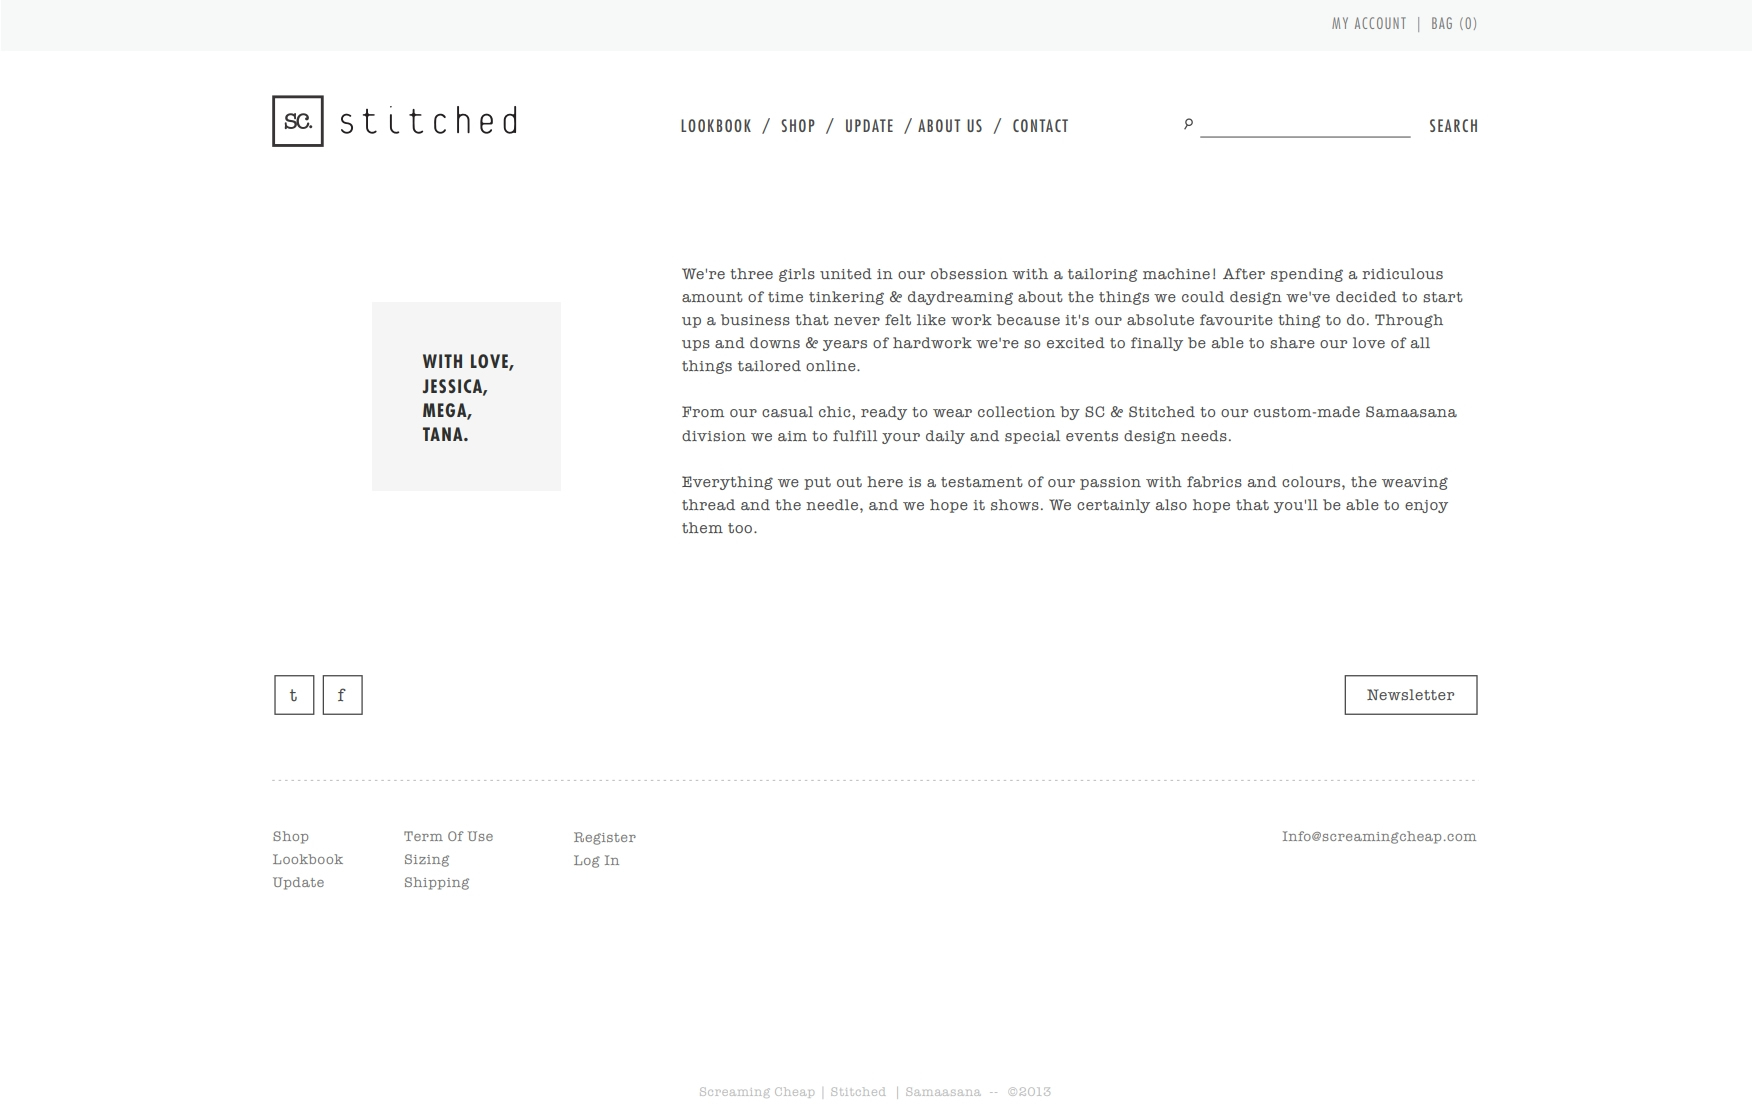 MY ACCOUNT | BAG (0)
SC. stitched
LOOKBOOK / SHOP / UPDATE / ABOUT US / CONTACT
SEARCH
WITH LOVE,
JESSICA,
MEGA,
TANA.
We're three girls united in our obsession with a tailoring machine! After spending a ridiculous
amount of time tinkering & daydreaming about the things we could design we've decided to start
up a business that never felt like work because it's our absolute favourite thing to do. Through
ups and downs & years of hardwork we're so excited to finally be able to share our love of all
things tailored online.
From our casual chic, ready to wear collection by SC & Stitched to our custom-made Samaasana
division we aim to fulfill your daily and special events design needs.
Everything we put out here is a testament of our passion with fabrics and colours, the weaving
thread and the needle, and we hope it shows. We certainly also hope that you'll be able to enjoy
them too.
t f
Newsletter
Shop
Lookbook
Update
Term Of Use
Sizing
Shipping
Register
Log In
Info@screamingcheap.com
Screaming Cheap | Stitched | Samaasana -- ©2013